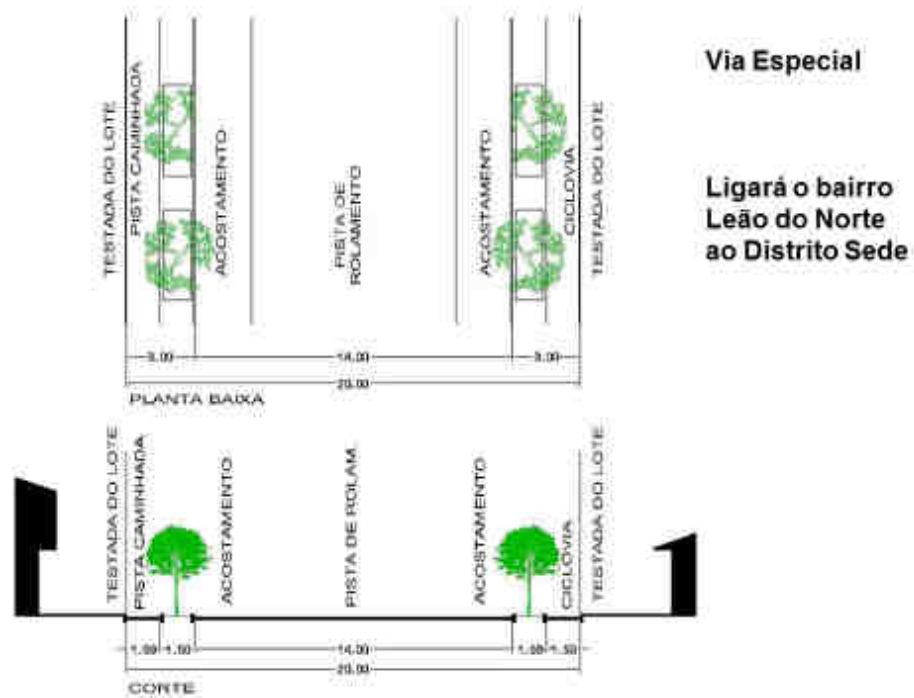 Via Especial
Ligará o bairro
Leão do Norte
ao Distrito Sede
TESTADA DO LOTE
PISTA CAMINHADA
ACOSTAMENTO
PISTA DE
ROLAMENTO
ACOSTAMENTO
CICLOVIA
TESTADA DO LOTE
3.00
14.00
3.00
20.00
PLANTA BAIXA
TESTADA DO LOTE
PISTA CAMINHADA
ACOSTAMENTO
PISTA DE ROLAM.
ACOSTAMENTO
CICLOVIA
TESTADA DO LOTE
1.50
14.00
1.50
20.00
CORTE